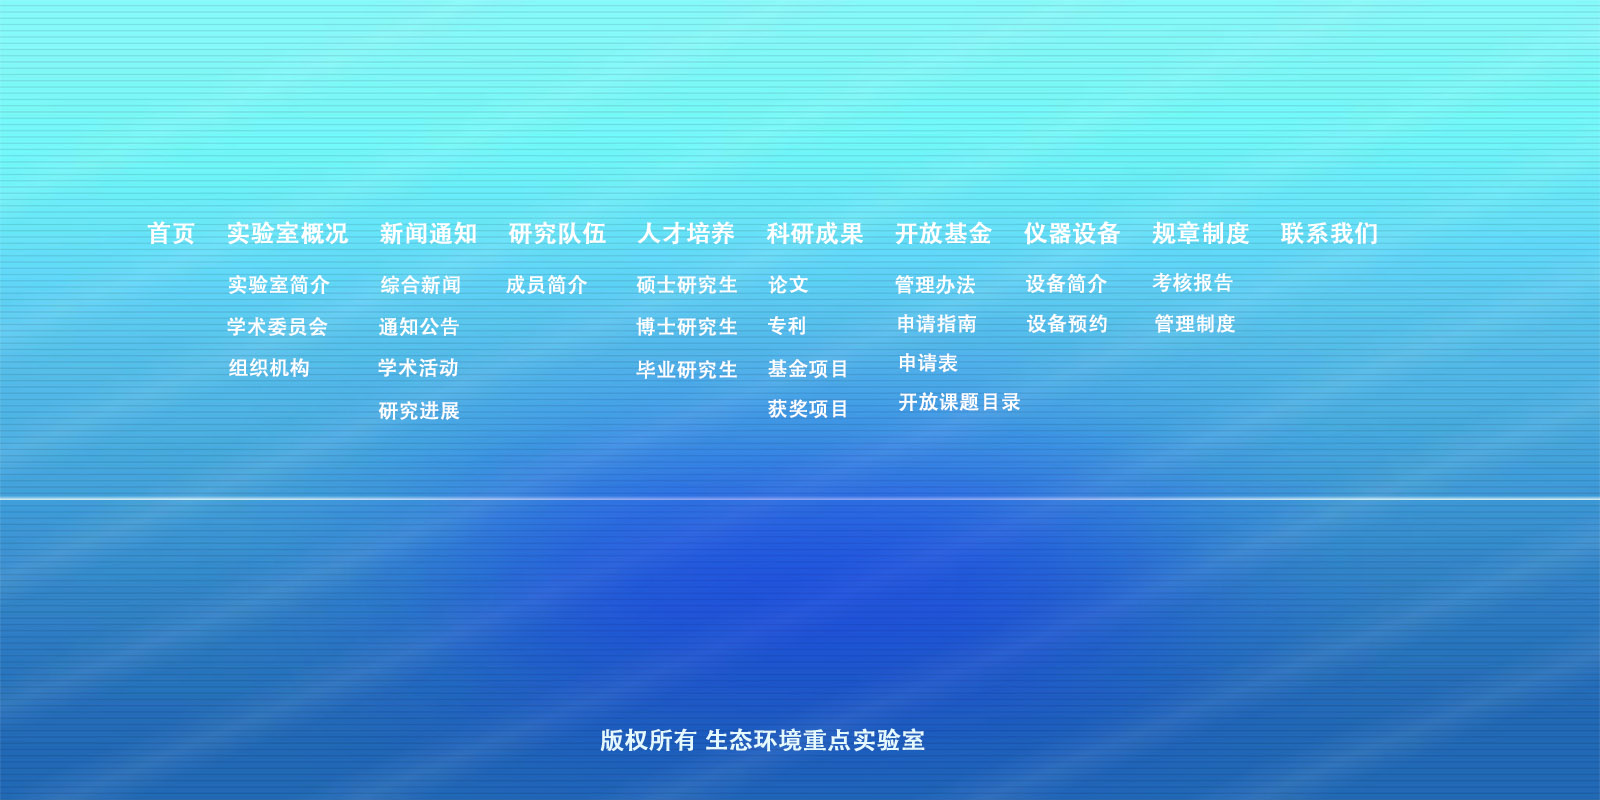 首页 实验室概况 新闻通知 研究队伍 人才培养 科研成果 开放基金 仪器设备 规章制度 联系我们
实验室简介 综合新闻 成员简介 硕士研究生 论文 管理办法 设备简介 考核报告
学术委员会 通知公告 博士研究生 专利 申请指南 设备预约 管理制度
组织机构 学术活动 毕业研究生 基金项目 申请表
研究进展 获奖项目 开放课题目录
版权所有 生态环境重点实验室